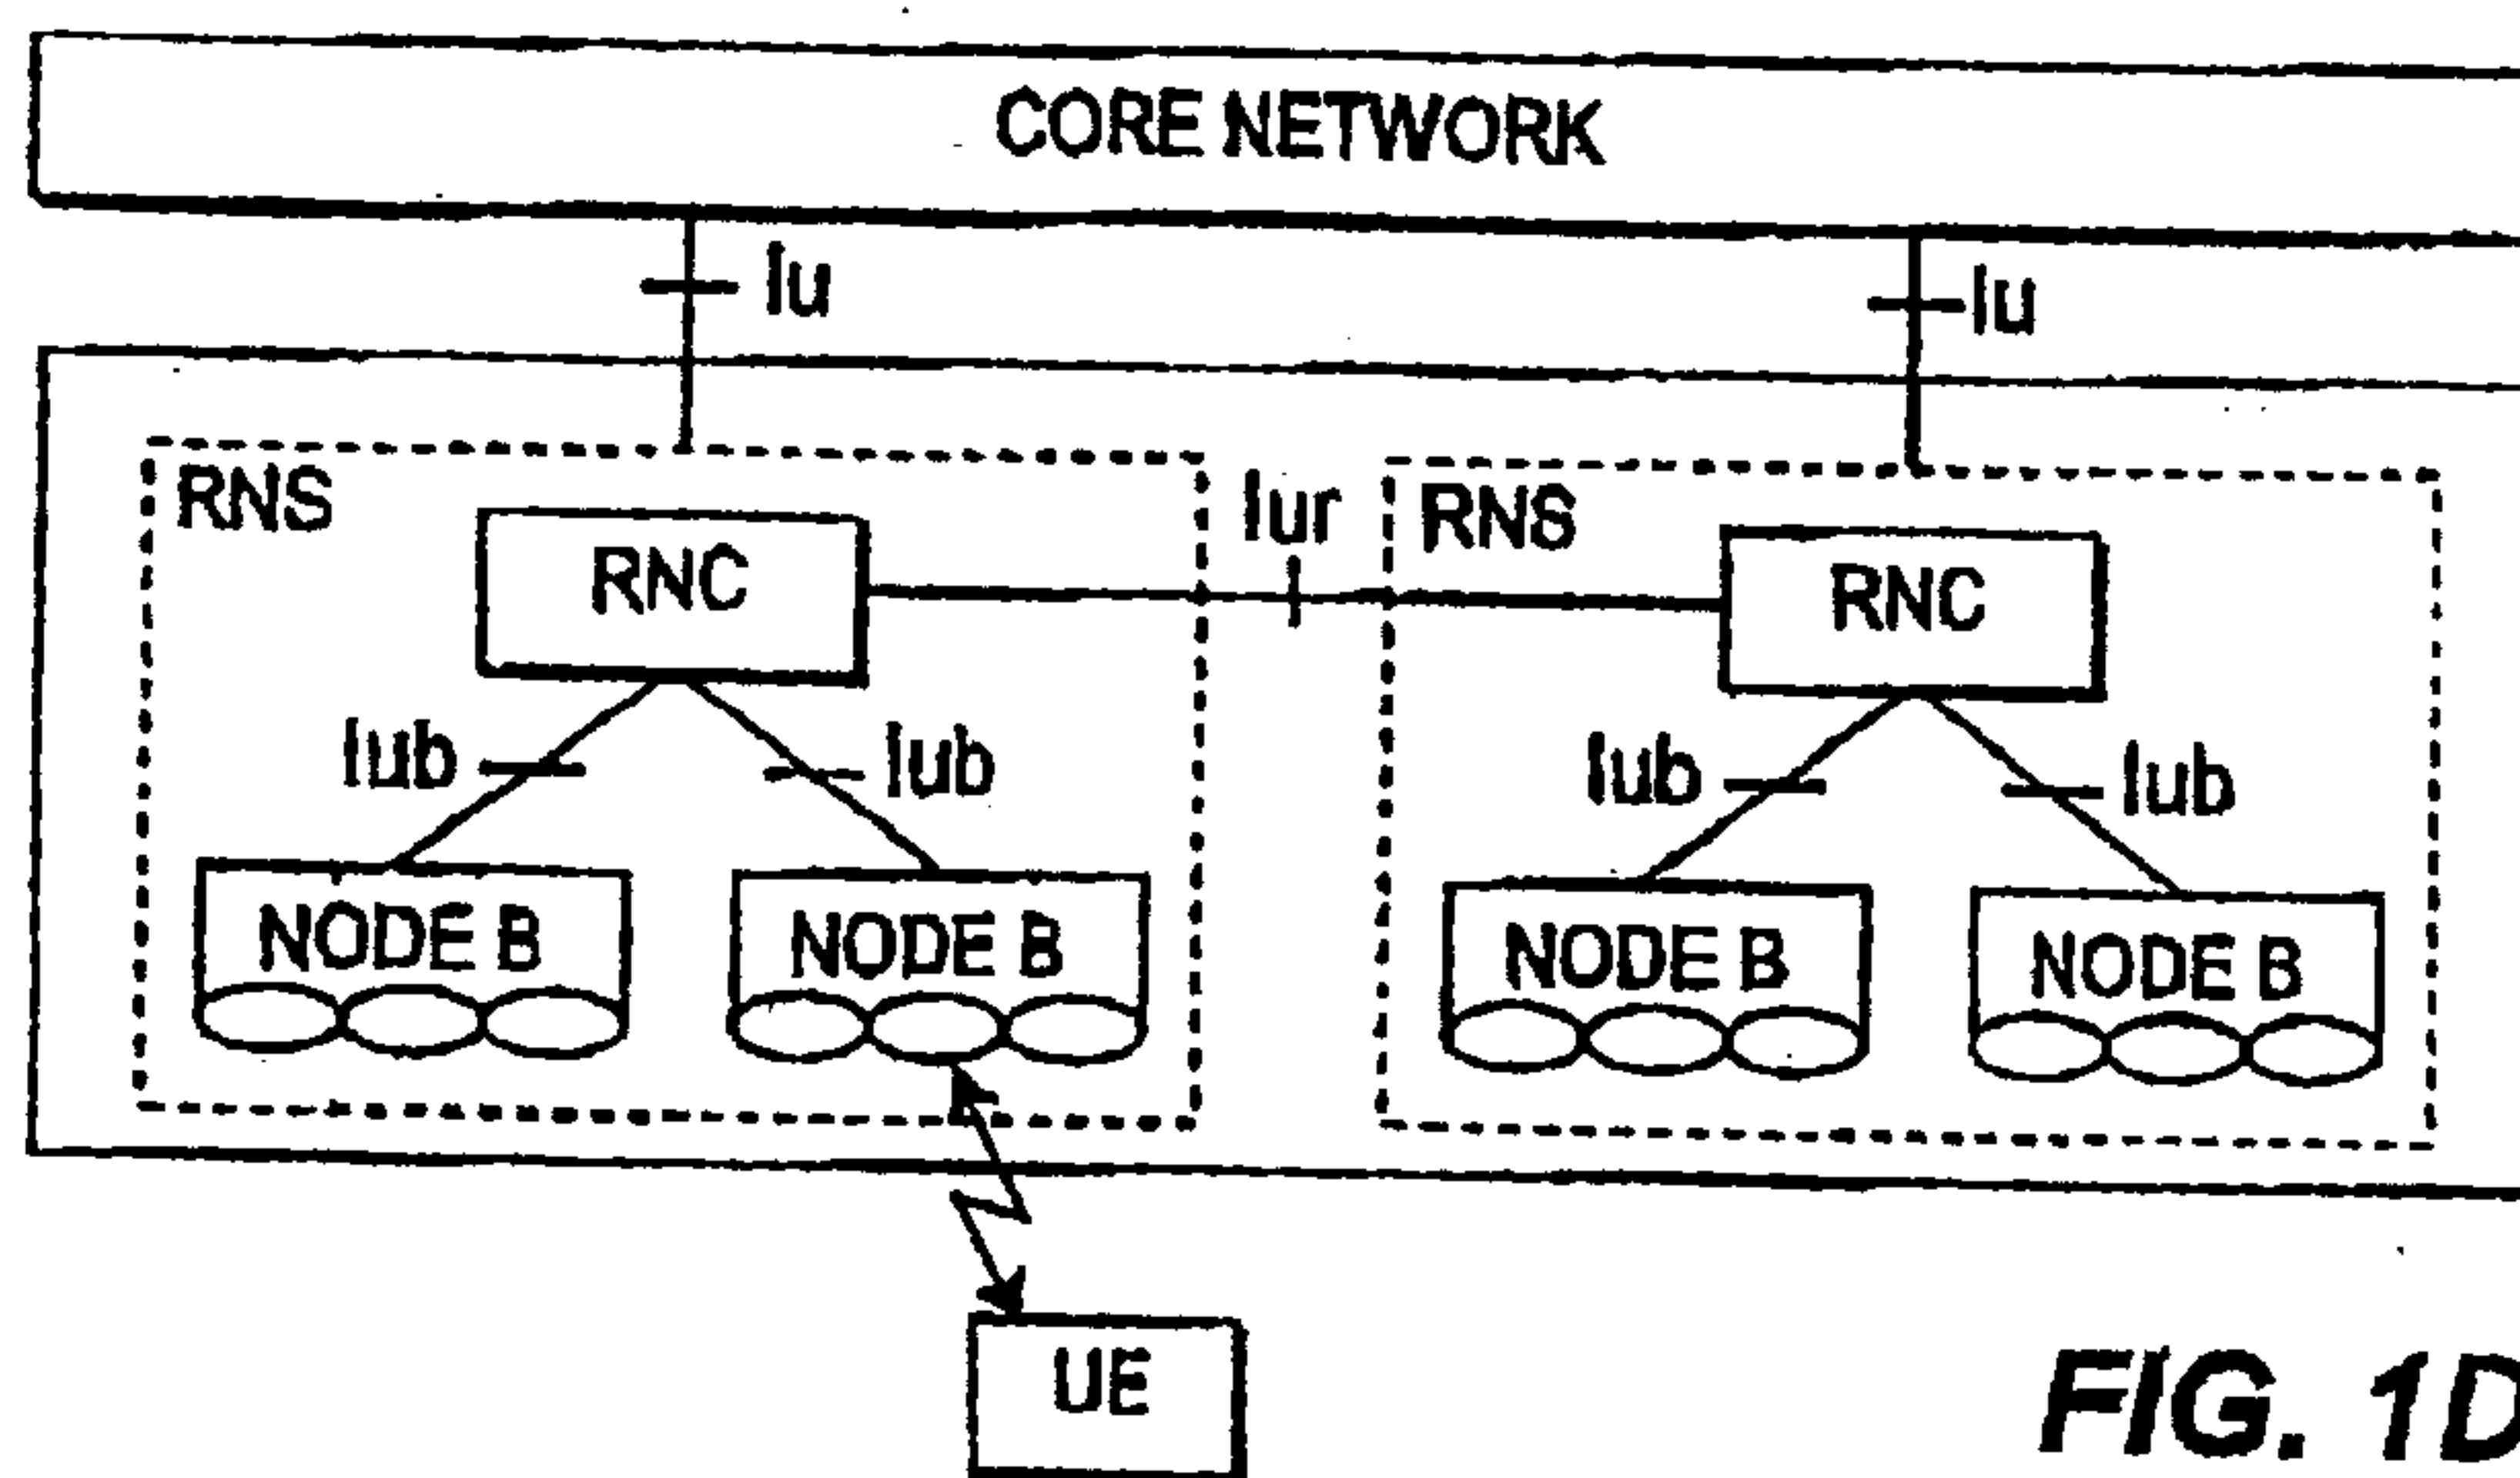 CORE NETWORK
Iu
Iu
RNS
Iur
RNS
RNC
RNC
Iub
Iub
Iub
Iub
NODE B
NODE B
NODE B
NODE B
UE
FIG. 1D